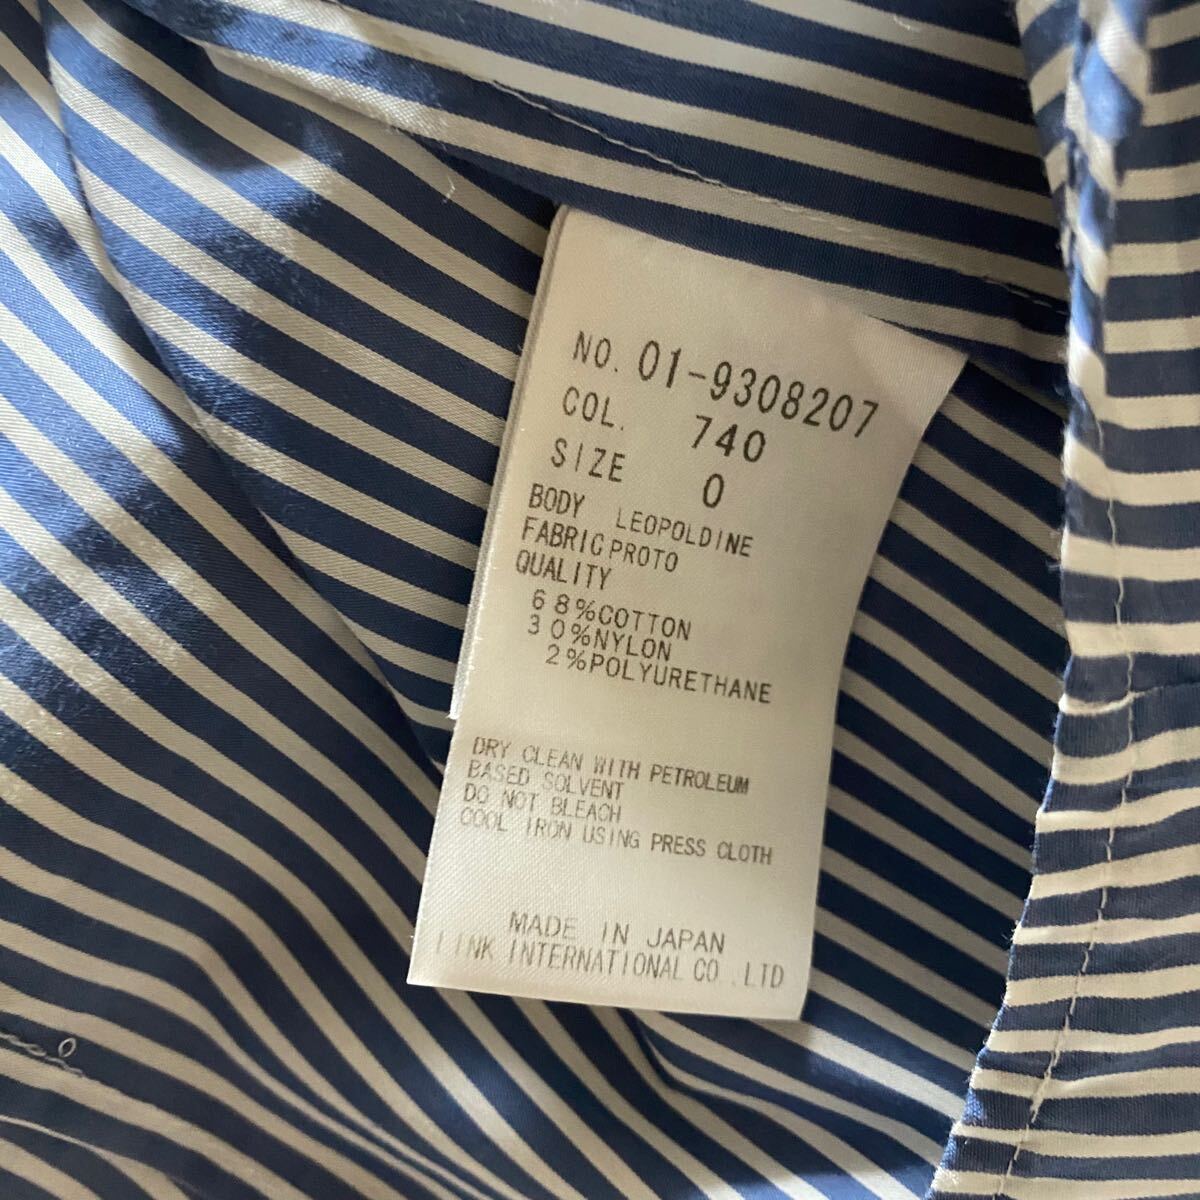 NO. 01-9308207
COL. 740
SIZE 0
BODY LEOPOLDINE
FABRIC PROTO
QUALITY
68%COTTON
30%NYLON
2%POLYURETHANE
DRY CLEAN WITH PETROLEUM
BASED SOLVENT
DO NOT BLEACH
COOL IRON USING PRESS CLOTH
MADE IN JAPAN
LINK INTERNATIONAL CO.,LTD